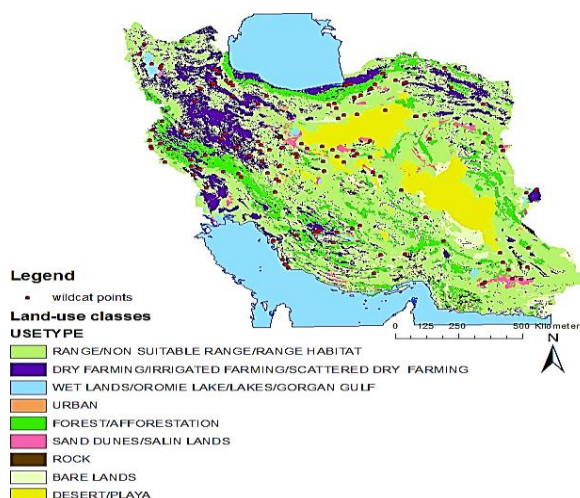 Legend
wildcat points
Land-use classes
USETYPE
RANGE/NON SUITABLE RANGE/RANGE HABITAT
DRY FARMING/IRRIGATED FARMING/SCATTERED DRY FARMING
WET LANDS/OROMIE LAKE/LAKES/GORGAN GULF
URBAN
FOREST/AFFORESTATION
SAND DUNES/SALIN LANDS
ROCK
BARE LANDS
DESERT/PLAYA
0 125 250 500 Kilometer
N